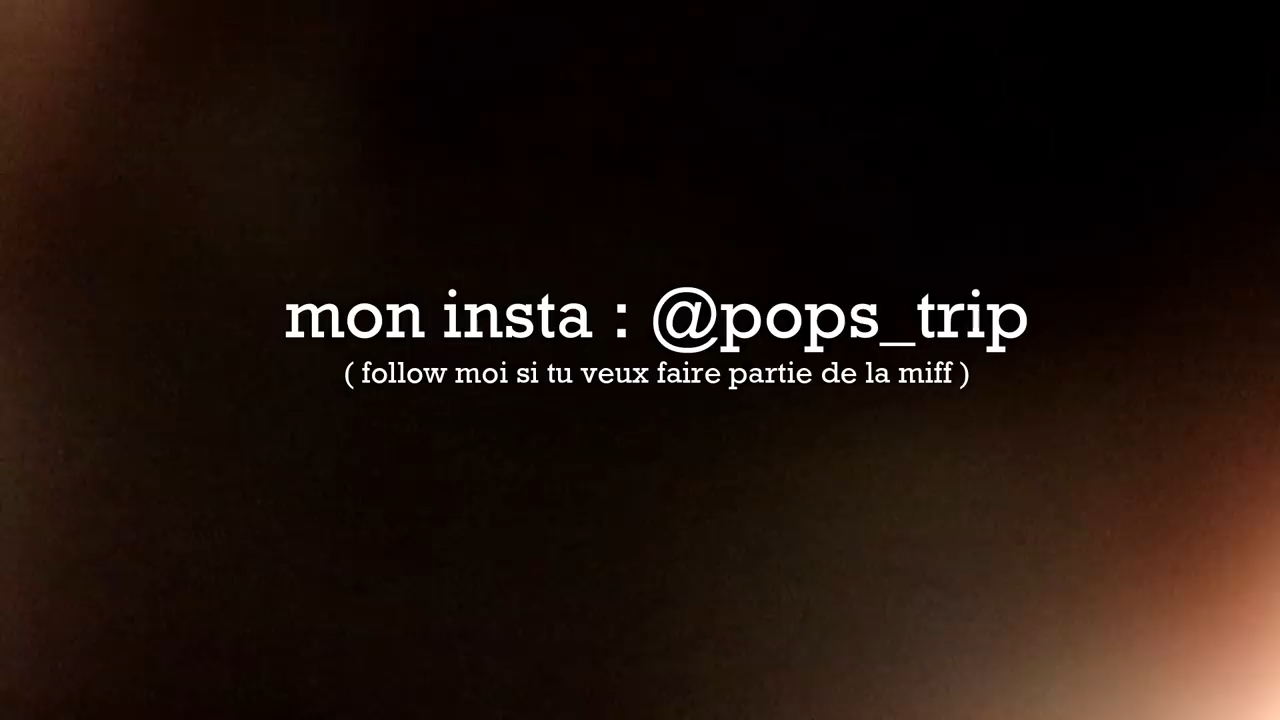 mon insta : @pops_trip
( follow moi si tu veux faire partie de la miff )